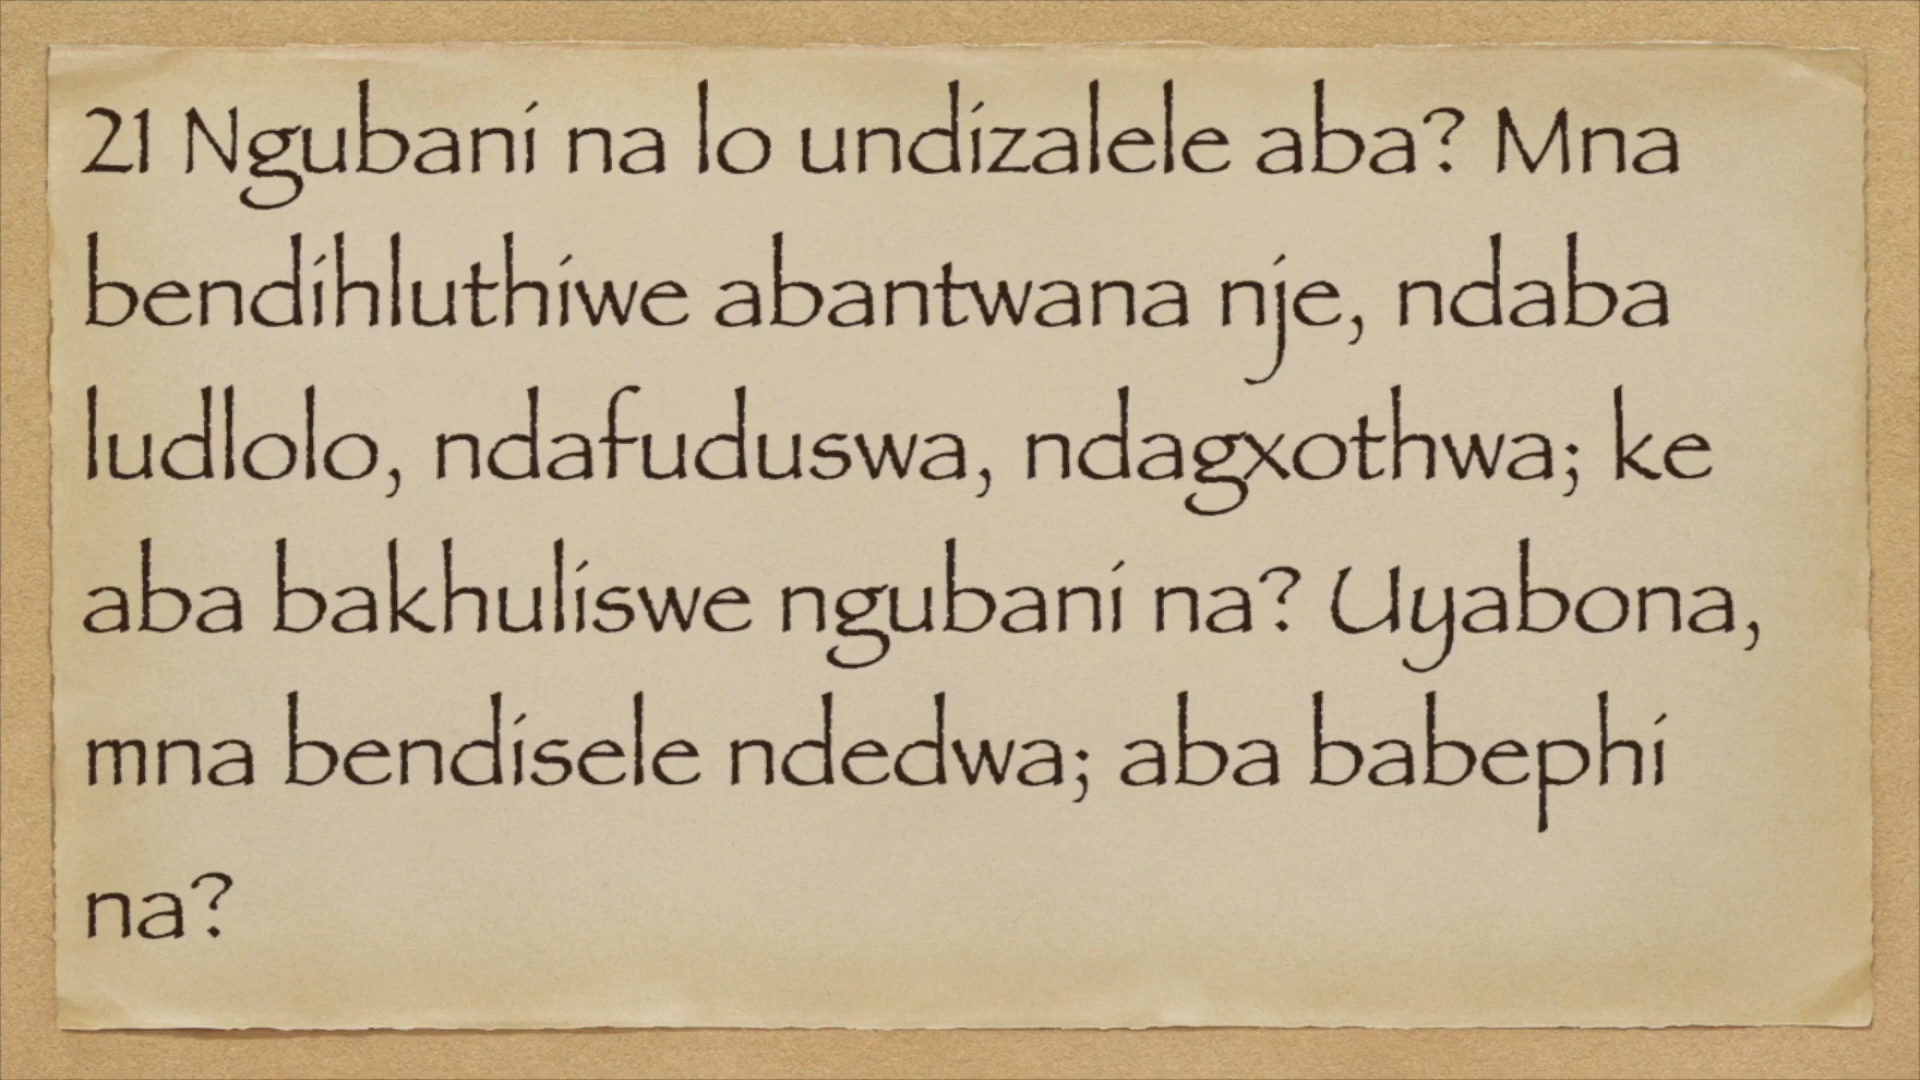 21 Ngubani na lo undizalele aba? Mna
bendihluthiwe abantwana nje, ndaba
ludlolo, ndafuduswa, ndagxothwa; ke
aba bakhuliswe ngubani na? Uyabona,
mna bendisele ndedwa; aba babephi
na?